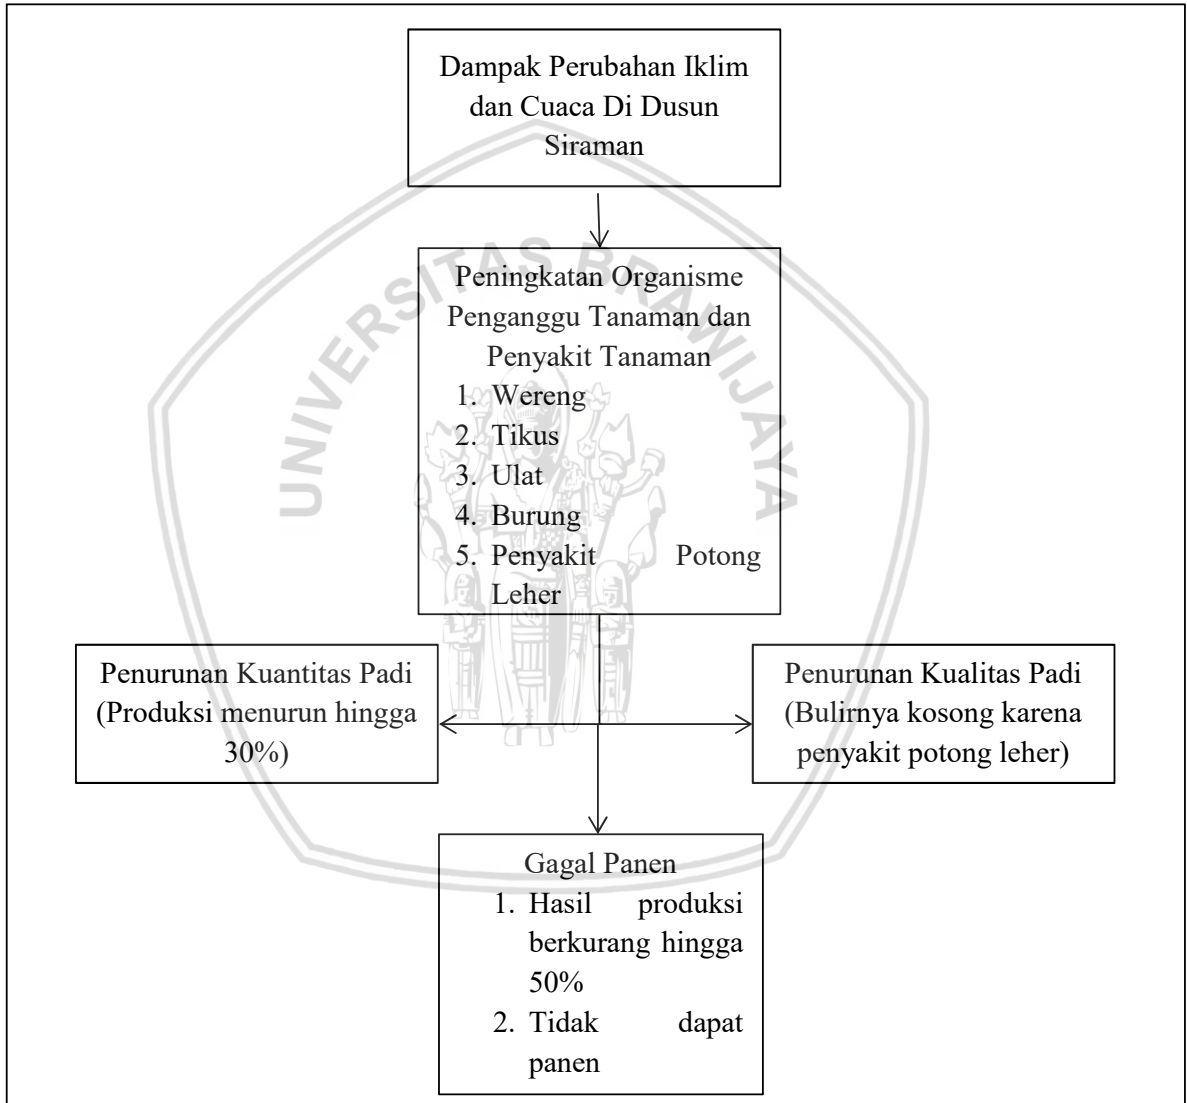 Dampak Perubahan Iklim
dan Cuaca Di Dusun
Siraman
UNIVERSITAS BRAWIJAYA
Peningkatan Organisme
Penganggu Tanaman dan
Penyakit Tanaman
1. Wereng
2. Tikus
3. Ulat
4. Burung
5. Penyakit Potong
Leher
Penurunan Kuantitas Padi
(Produksi menurun hingga
30%)
Penurunan Kualitas Padi
(Bulirnya kosong karena
penyakit potong leher)
Gagal Panen
1. Hasil produksi
berkurang hingga
50%
2. Tidak dapat
panen